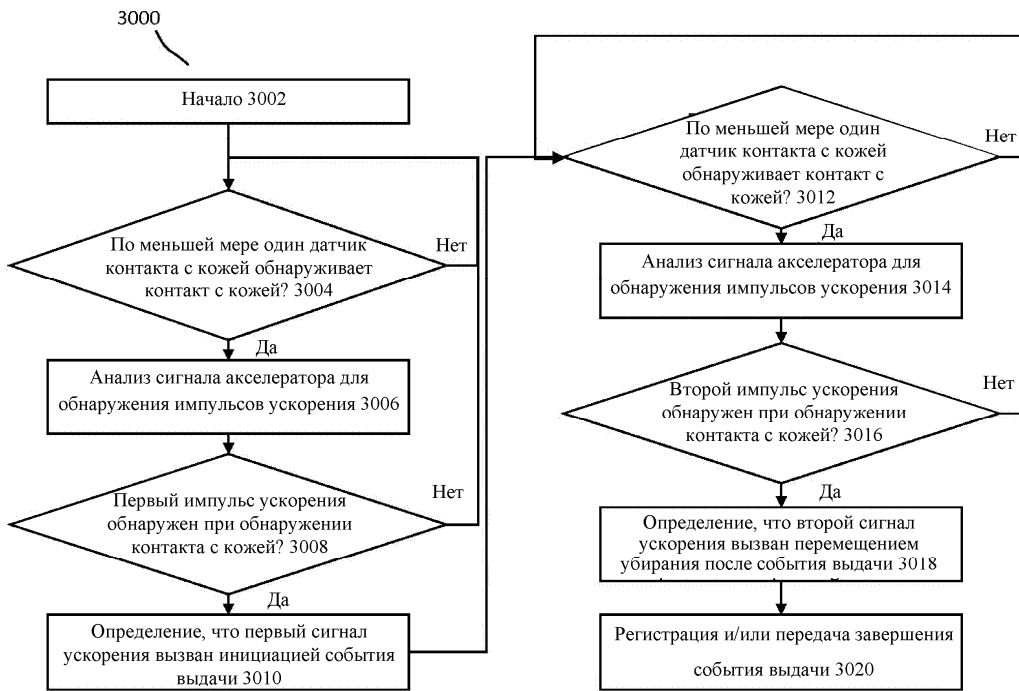 3000
Начало 3002
По меньшей мере один датчик
контакта с кожей обнаруживает
контакт с кожей? 3004
Нет
Да
Анализ сигнала акселератора для
обнаружения импульсов ускорения 3006
Первый импульс ускорения
обнаружен при обнаружении
контакта с кожей? 3008
Нет
Да
Определение, что первый сигнал
ускорения вызван инициацией события
выдачи 3010
По меньшей мере один
датчик контакта с кожей
обнаруживает контакт с
кожей? 3012
Нет
Да
Анализ сигнала акселератора для
обнаружения импульсов ускорения 3014
Второй импульс ускорения
обнаружен при обнаружении
контакта с кожей? 3016
Нет
Да
Определение, что второй сигнал
ускорения вызван перемещением
убирания после события выдачи 3018
Регистрация и/или передача завершения
события выдачи 3020